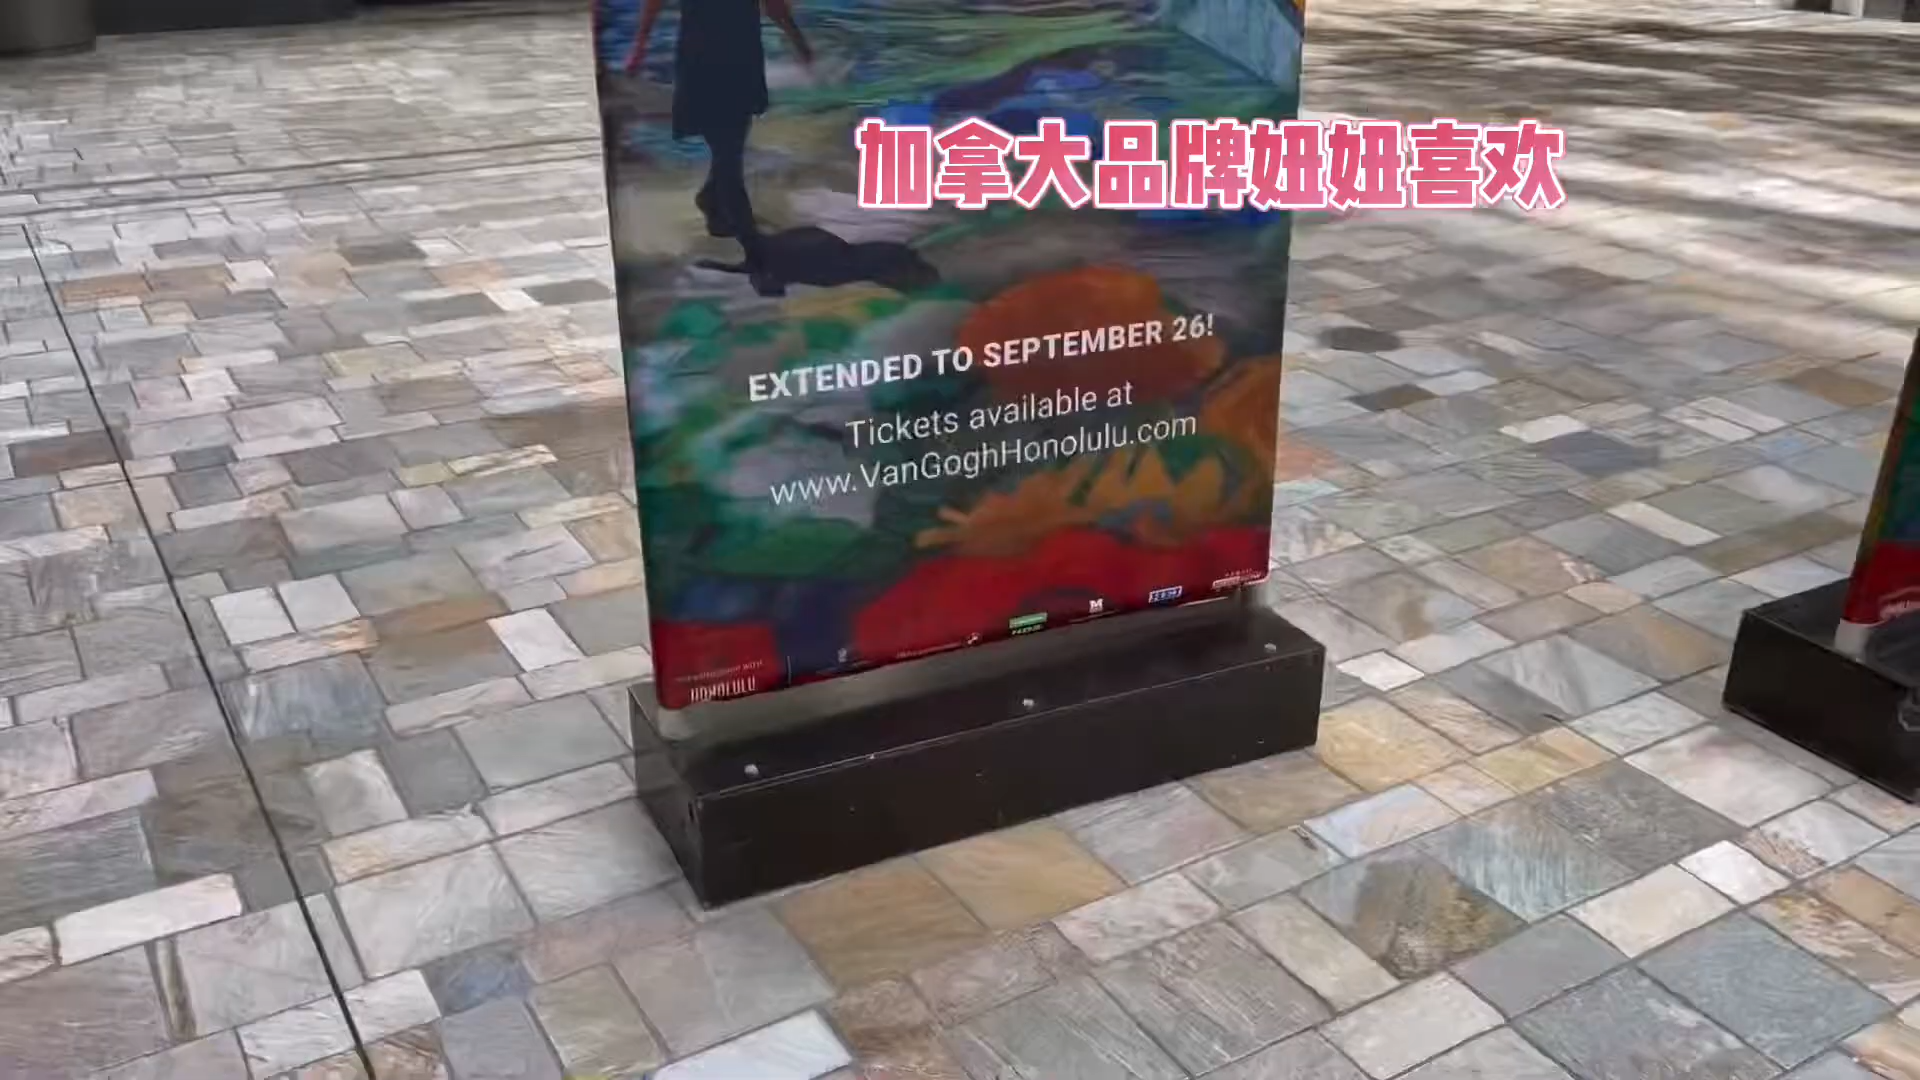 加拿大品牌妞妞喜欢
EXTENDED TO SEPTEMBER 26!
Tickets available at
www.VanGoghHonolulu.com
HONOLULU